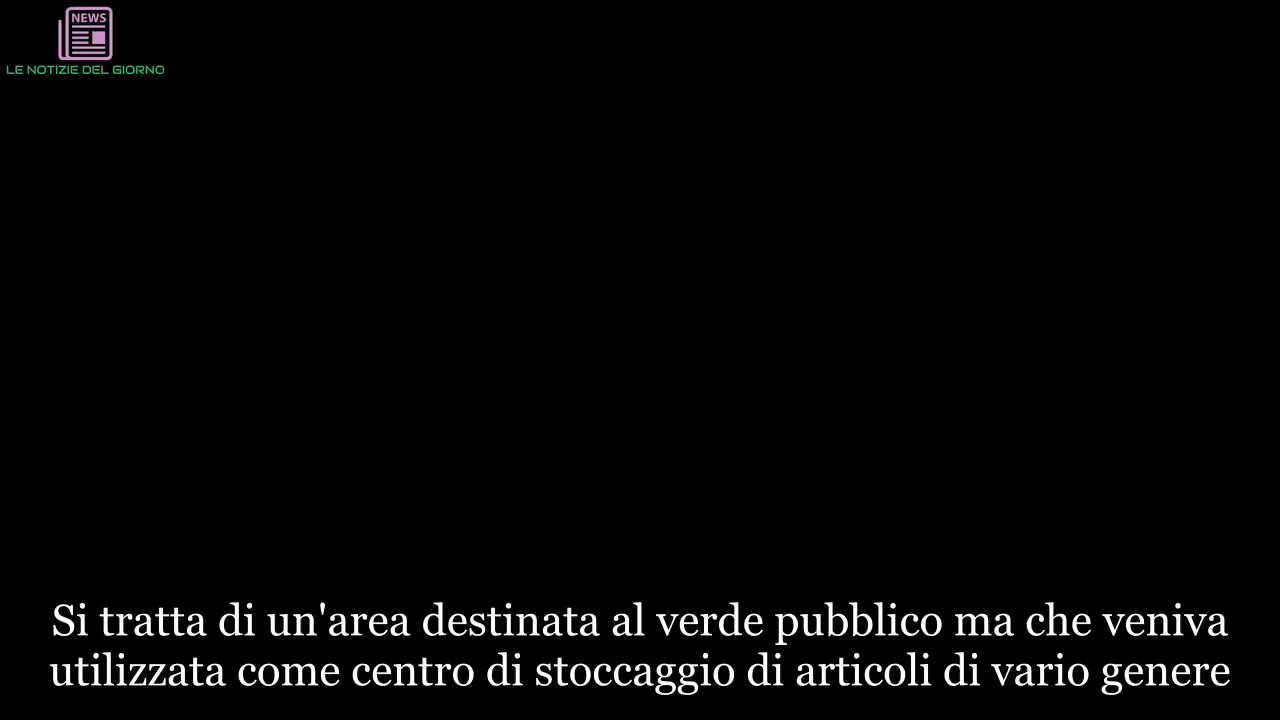 NEWS
LE NOTIZIE DEL GIORNO
Si tratta di un'area destinata al verde pubblico ma che veniva
utilizzata come centro di stoccaggio di articoli di vario genere